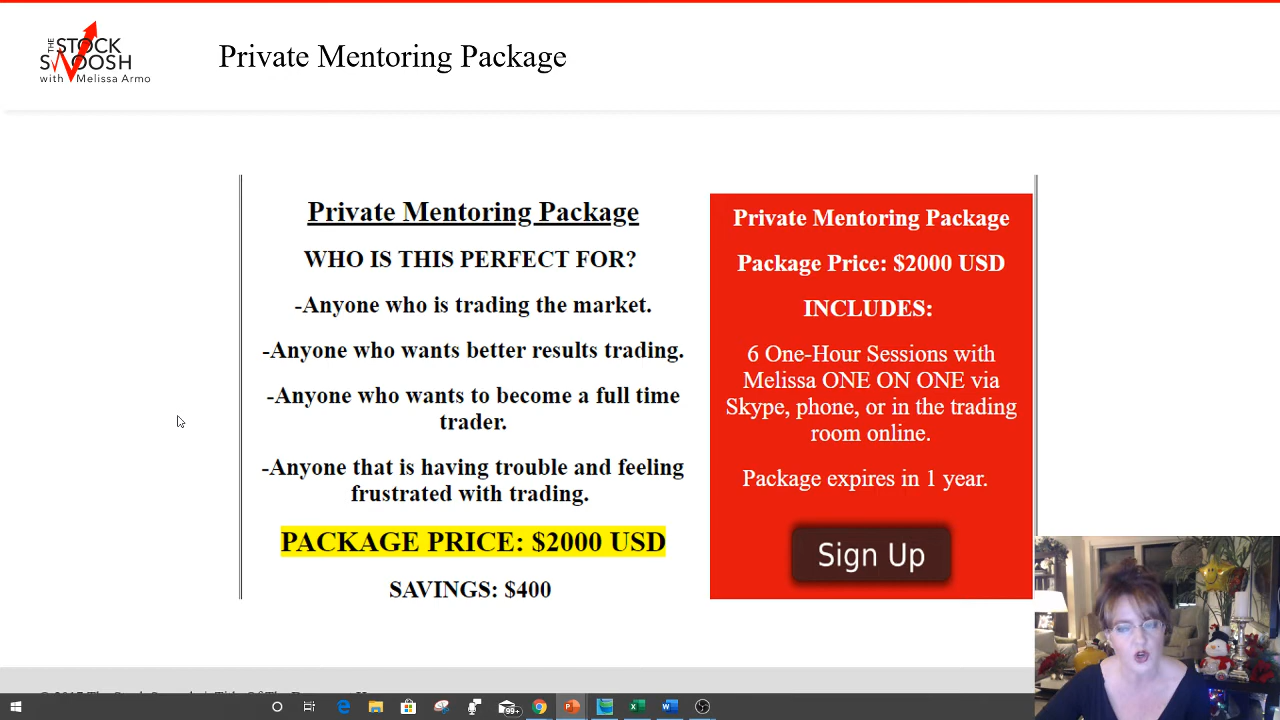 THE STOCK
SWOOSH
with Melissa Armo
Private Mentoring Package
Private Mentoring Package
WHO IS THIS PERFECT FOR?
-Anyone who is trading the market.
-Anyone who wants better results trading.
-Anyone who wants to become a full time
trader.
-Anyone that is having trouble and feeling
frustrated with trading.
PACKAGE PRICE: $2000 USD
SAVINGS: $400
Private Mentoring Package
Package Price: $2000 USD
INCLUDES:
6 One-Hour Sessions with
Melissa ONE ON ONE via
Skype, phone, or in the trading
room online.
Package expires in 1 year.
Sign Up
99+